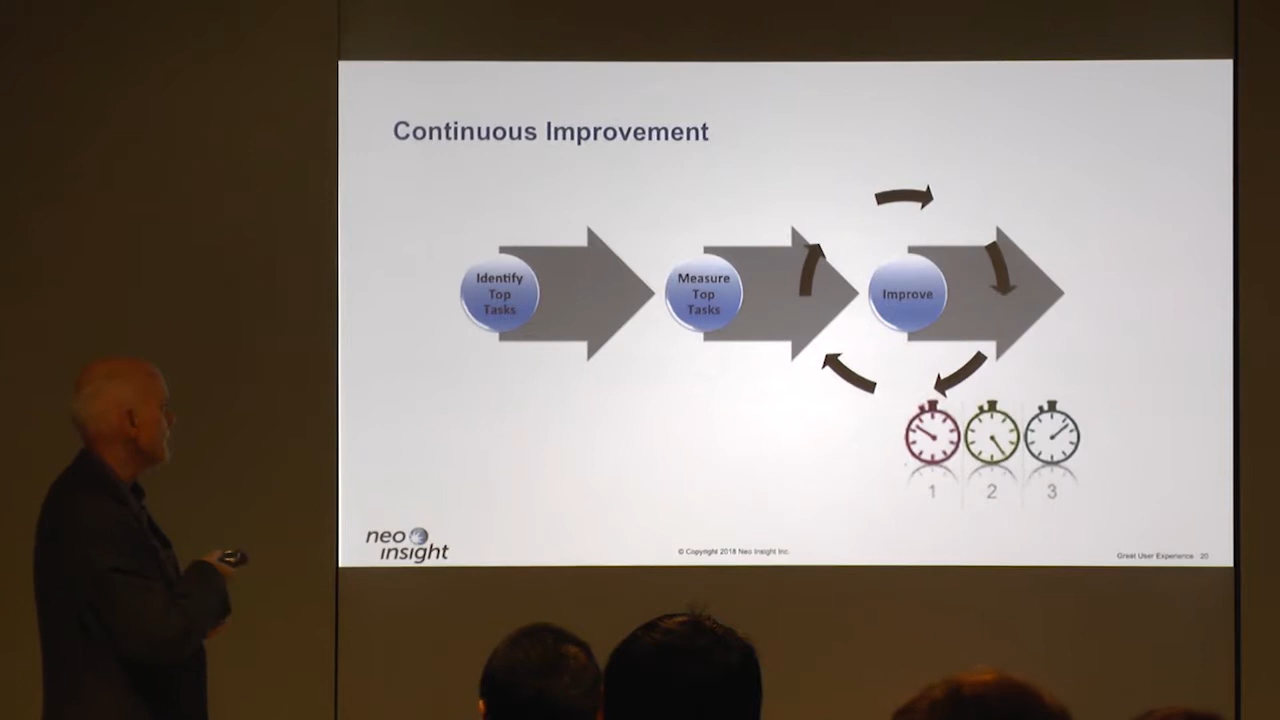 Continuous Improvement
Identify
Top
Tasks
Measure
Top
Tasks
Improve
1 2 3
neo
insight
© Copyright 2018 Neo Insight Inc.
Great User Experience 20